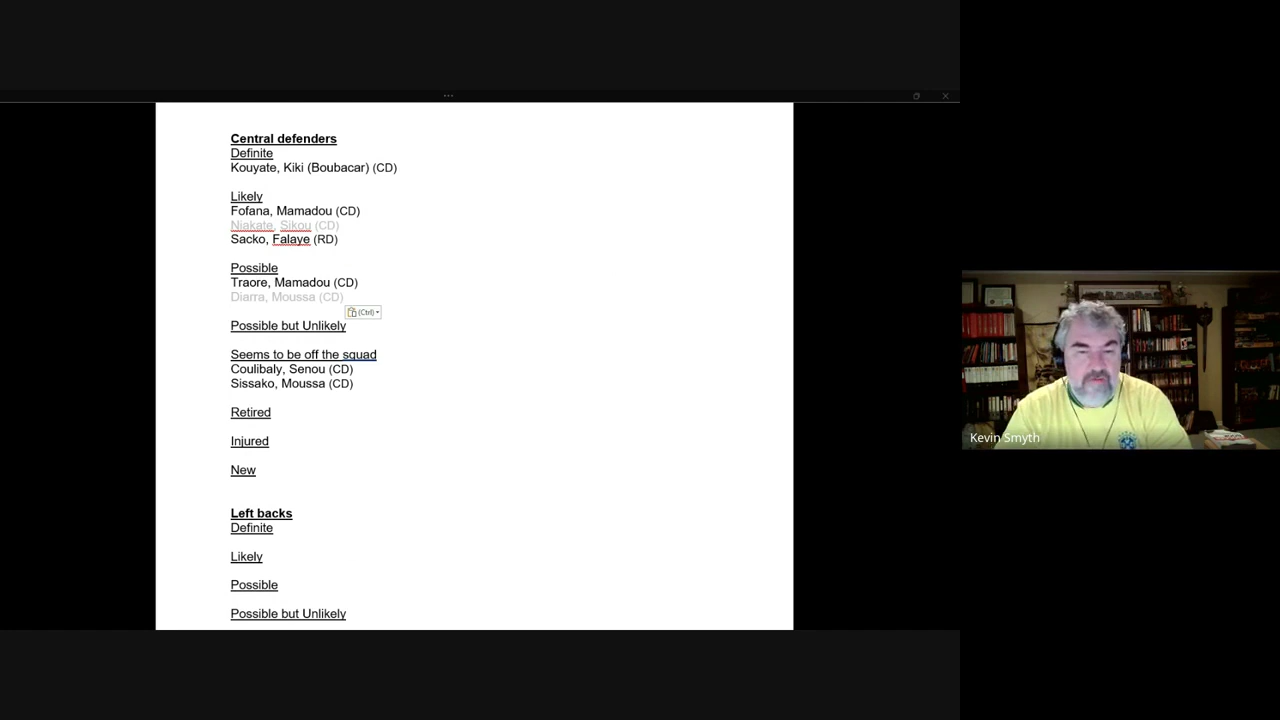 Central defenders
Definite
Kouyate, Kiki (Boubacar) (CD)
Likely
Fofana, Mamadou (CD)
Niakate, Sikou (CD)
Sacko, Falaye (RD)
Possible
Traore, Mamadou (CD)
Diarra, Moussa (CD)
(Ctrl)
Possible but Unlikely
Seems to be off the squad
Coulibaly, Senou (CD)
Sissako, Moussa (CD)
Retired
Injured
New
Left backs
Definite
Likely
Possible
Possible but Unlikely
Kevin Smyth